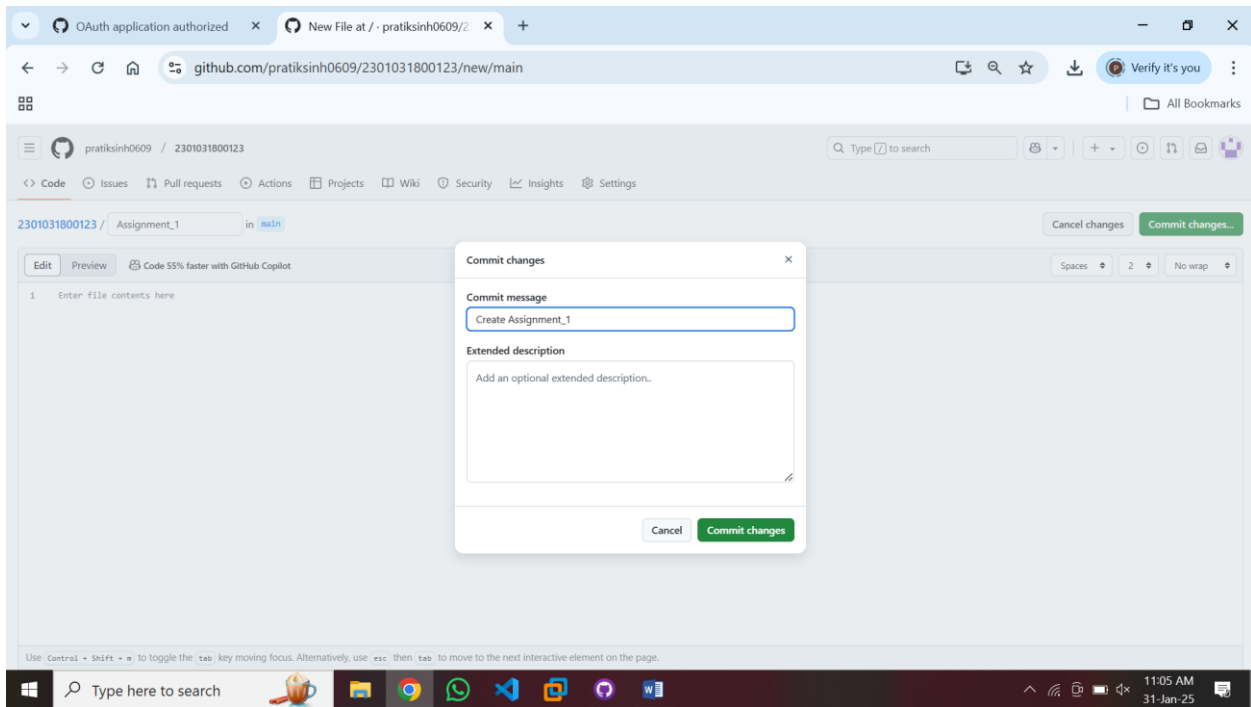 OAuth application authorized
New File at / · pratiksinh0609/2
github.com/pratiksinh0609/2301031800123/new/main
Verify it's you
All Bookmarks
pratiksinh0609 / 2301031800123
Type / to search
<> Code Issues Pull requests Actions Projects Wiki Security Insights Settings
2301031800123 / Assignment_1 in main
Cancel changes Commit changes...
Edit Preview Code 55% faster with GitHub Copilot
Spaces 2 No wrap
1 Enter file contents here
Commit changes
Commit message
Create Assignment_1
Extended description
Add an optional extended description..
Cancel Commit changes
Use Control + Shift + m to toggle the tab key moving focus. Alternatively, use esc then tab to move to the next interactive element on the page.
Type here to search
11:05 AM
31-Jan-25